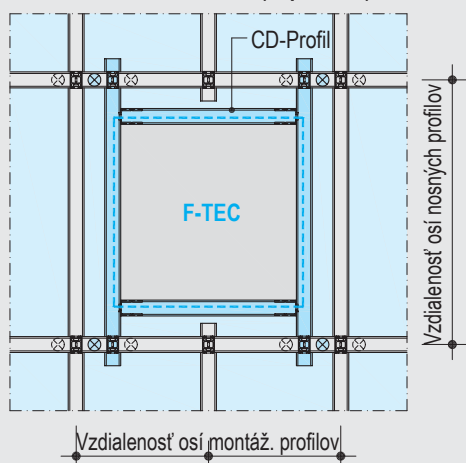 CD-Profil
F-TEC
Vzdialenosť osí nosných profilov
Vzdialenosť osí montáž. profilov